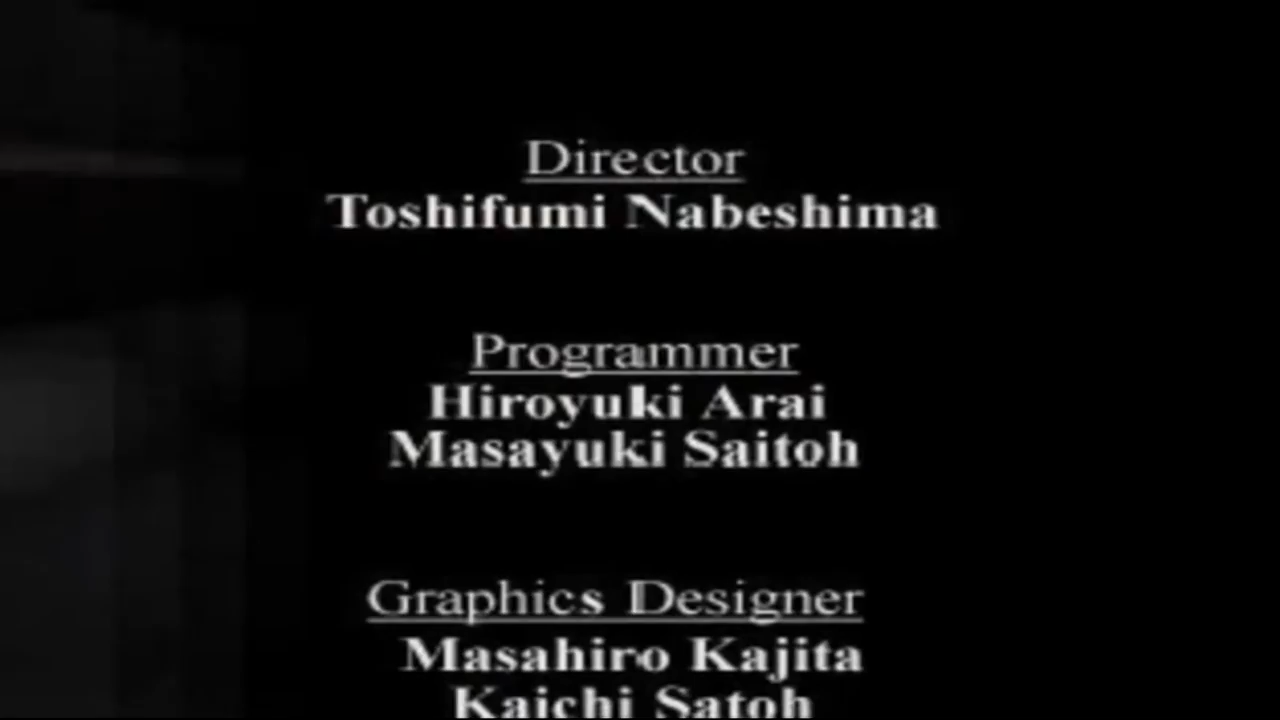 Director
Toshifumi Nabeshima
Programmer
Hiroyuki Arai
Masayuki Saitoh
Graphics Designer
Masahiro Kajita
Kaichi Satoh